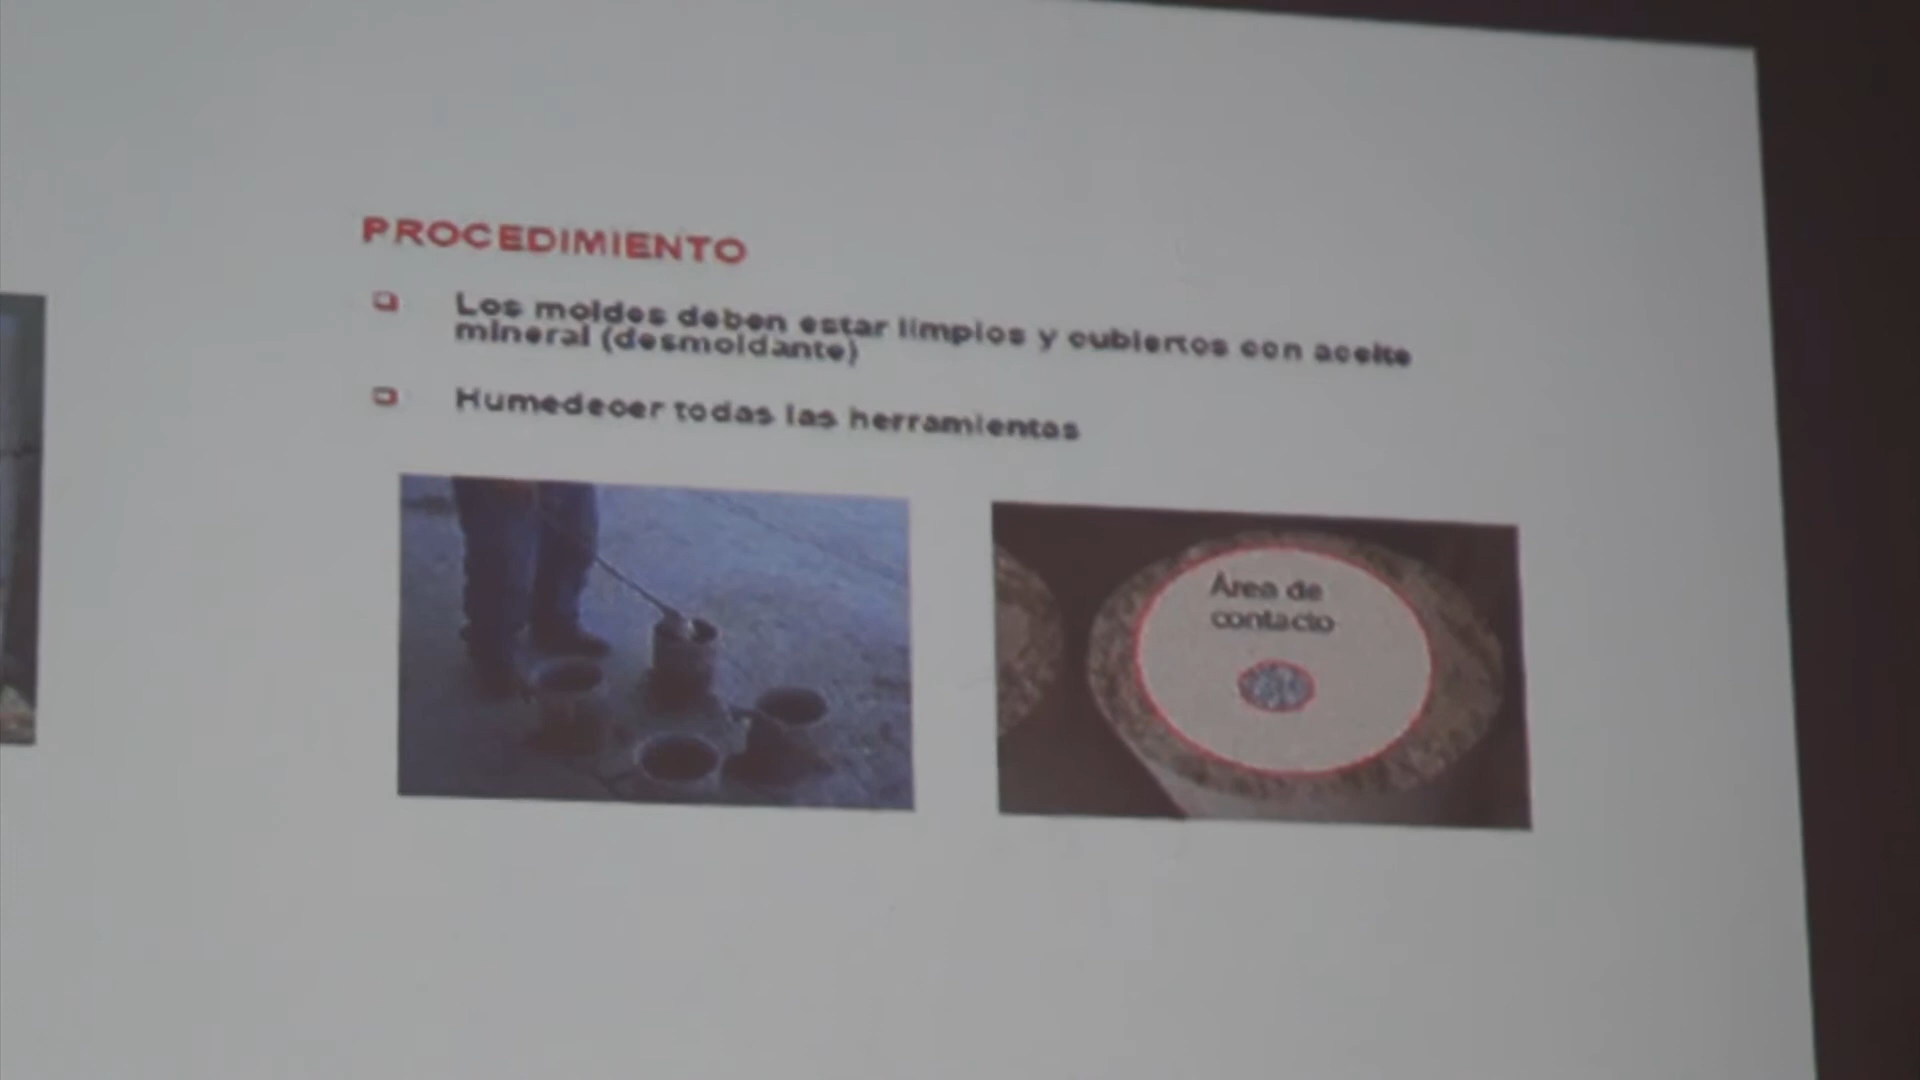 PROCEDIMIENTO
Los moldes deben estar limpios y cubiertos con aceite
mineral (desmoldante)
Humedecer todas las herramientas
Área de
contacto